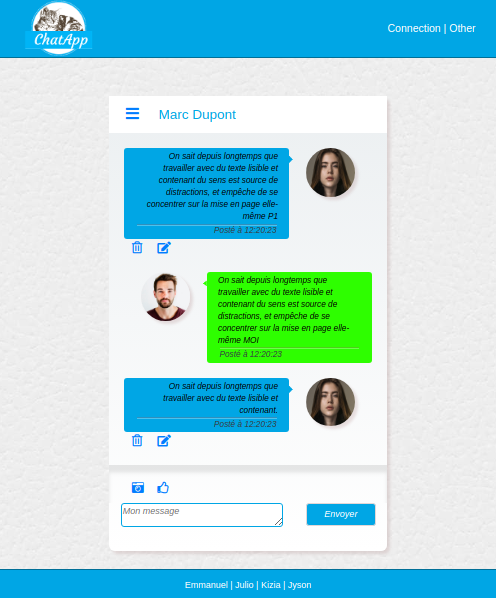 ChatApp
Connection | Other
Marc Dupont
On sait depuis longtemps que
travailler avec du texte lisible et
contenant du sens est source de
distractions, et empêche de se
concentrer sur la mise en page elle-
même P1
Posté à 12:20:23
On sait depuis longtemps que
travailler avec du texte lisible et
contenant du sens est source de
distractions, et empêche de se
concentrer sur la mise en page elle-
même MOI
Posté à 12:20:23
On sait depuis longtemps que
travailler avec du texte lisible et
contenant.
Posté à 12:20:23
Mon message
Envoyer
Emmanuel | Julio | Kizia | Jyson